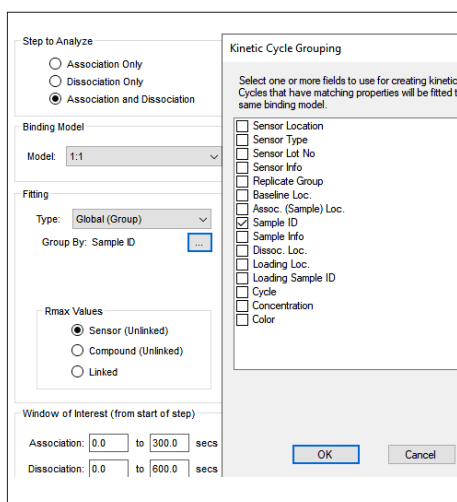 Step to Analyze
Association Only
Dissociation Only
Association and Dissociation
Binding Model
Model: 1:1
Fitting
Type: Global (Group)
Group By: Sample ID ...
Rmax Values
Sensor (Unlinked)
Compound (Unlinked)
Linked
Window of Interest (from start of step)
Association: 0.0 to 300.0 secs
Dissociation: 0.0 to 600.0 secs
Kinetic Cycle Grouping
Select one or more fields to use for creating kinetic
Cycles that have matching properties will be fitted
same binding model.
Sensor Location
Sensor Type
Sensor Lot No
Sensor Info
Replicate Group
Baseline Loc.
Assoc. (Sample) Loc.
Sample ID
Sample Info
Dissoc. Loc.
Loading Loc.
Loading Sample ID
Cycle
Concentration
Color
OK Cancel